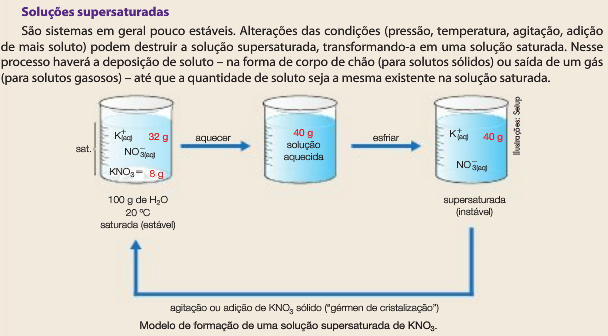 Soluções supersaturadas
São sistemas em geral pouco estáveis. Alterações das condições (pressão, temperatura, agitação, adição
de mais soluto) podem destruir a solução supersaturada, transformando-a em uma solução saturada. Nesse
processo haverá a deposição de soluto – na forma de corpo de chão (para solutos sólidos) ou saída de um gás
(para solutos gasosos) – até que a quantidade de soluto seja a mesma existente na solução saturada.
sat.
K⁺(aq) 32 g
NO₃⁻(aq)
KNO₃ = 8 g
aquecer
40 g
solução
aquecida
esfriar
K⁺(aq) 40 g
NO₃⁻(aq)
Ilustrações: Setup
100 g de H₂O
20 ºC
saturada (estável)
supersaturada
(instável)
agitação ou adição de KNO₃ sólido ("gérmen de cristalização")
Modelo de formação de uma solução supersaturada de KNO₃.